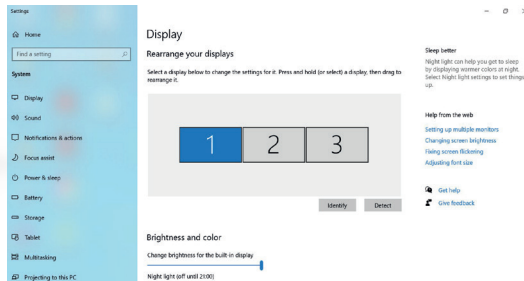 Settings
Home
Find a setting
System
Display
Sound
Notifications & actions
Focus assist
Power & sleep
Battery
Storage
Tablet
Multitasking
Projecting to this PC
Display
Rearrange your displays
Select a display below to change the settings for it. Press and hold (or select) a display, then drag to
rearrange it.
1 2 3
Identify Detect
Brightness and color
Change brightness for the built-in display
Night light (off until 21:00)
Sleep better
Night light can help you get to sleep
by displaying warmer colors at night.
Select Night light settings to set things
up.
Help from the web
Setting up multiple monitors
Changing screen brightness
Fixing screen flickering
Adjusting font size
Get help
Give feedback